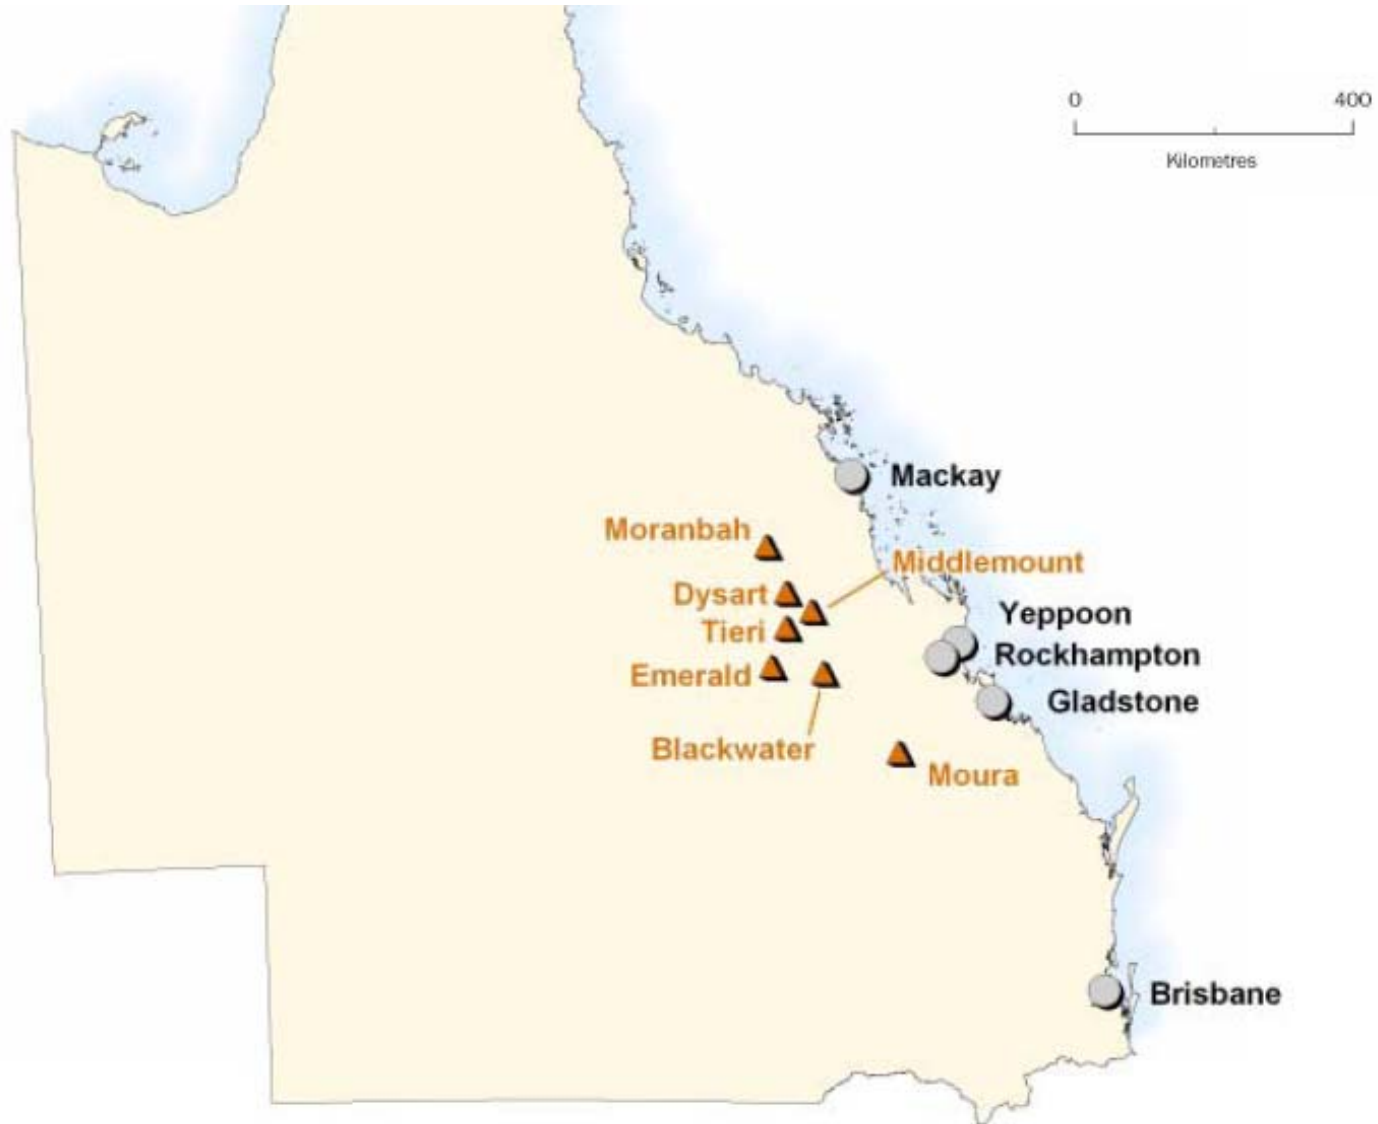 0 400
Kilometres
Mackay
Moranbah
Middlemount
Dysart
Yeppoon
Tieri
Rockhampton
Emerald
Gladstone
Blackwater
Moura
Brisbane